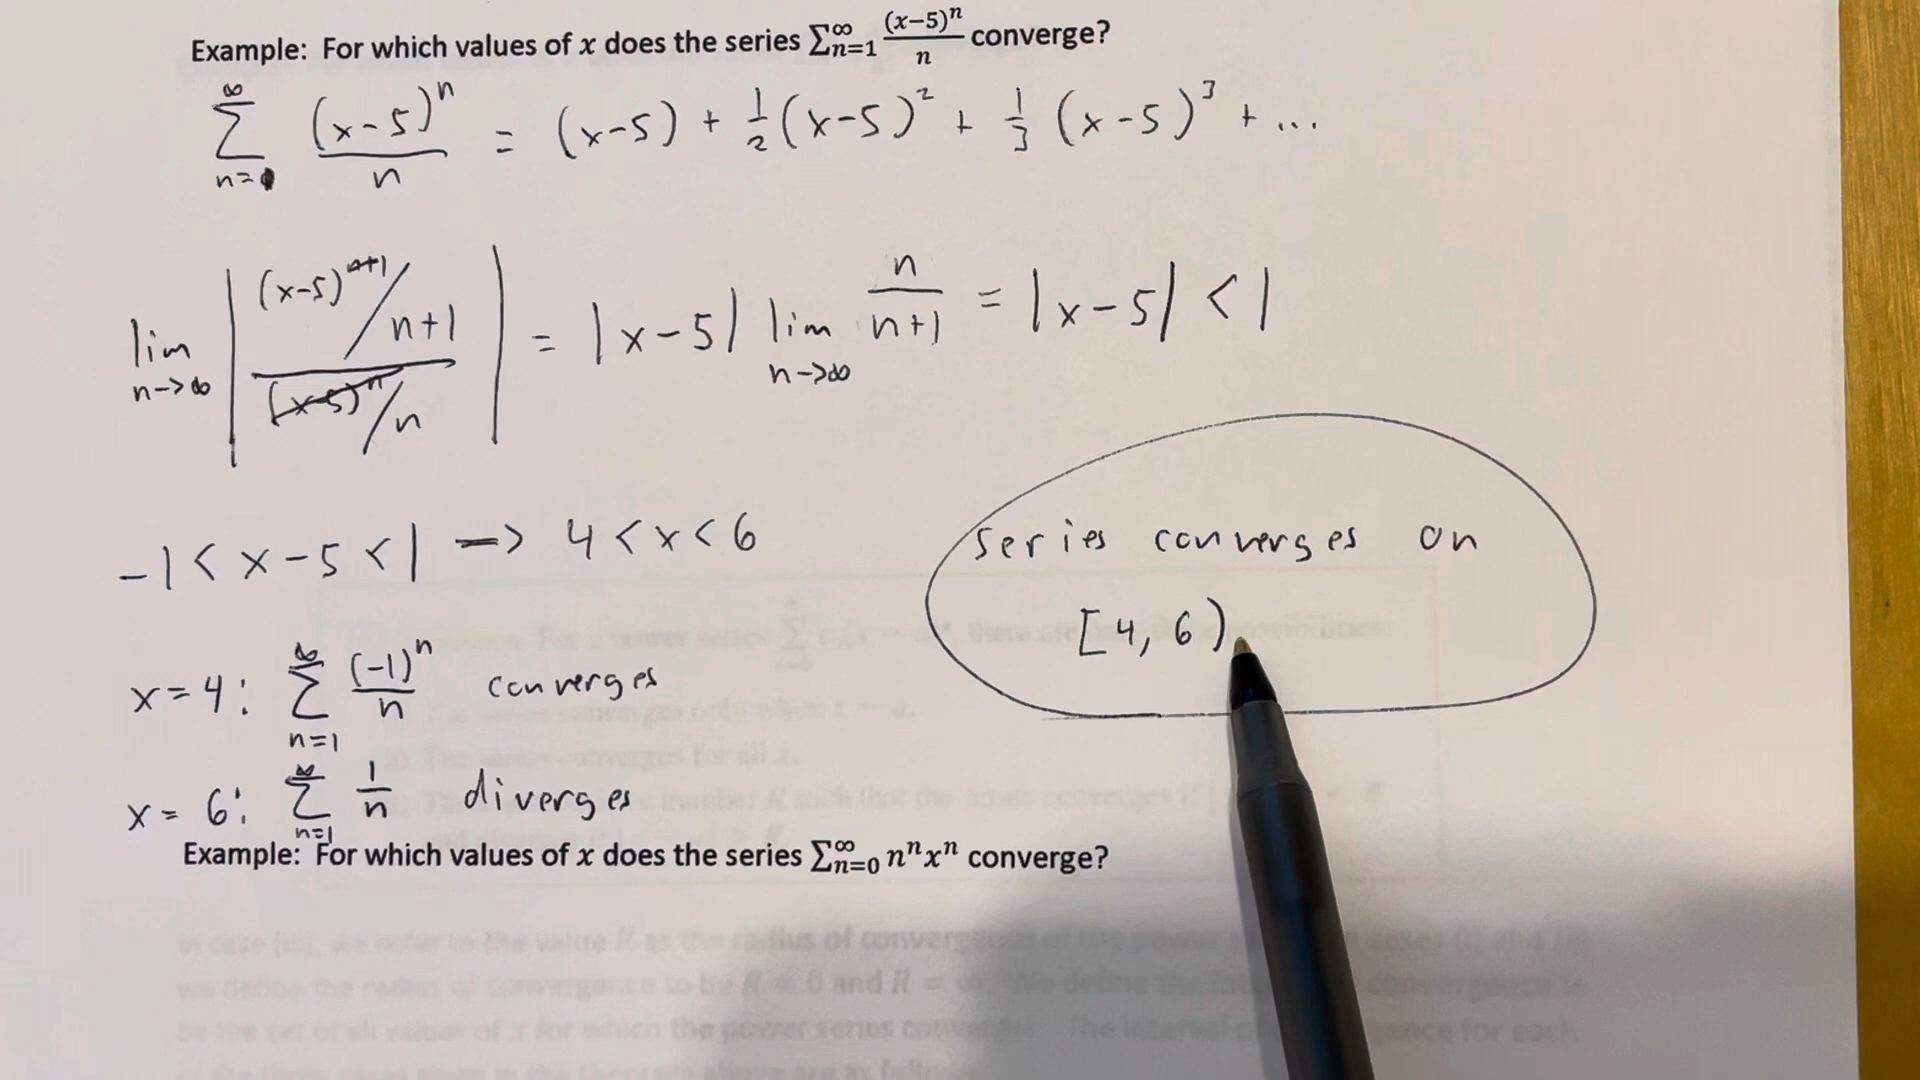 Example: For which values of x does the series ∑_{n=1}^{∞} (x−5)^n / n converge?
∑_{n=1}^{∞} (x-5)^n / n = (x-5) + 1/2 (x-5)^2 + 1/3 (x-5)^3 + ...
lim_{n->∞} | ((x-5)^{n+1} / n+1) / ((x-5)^n / n) | = |x-5| lim_{n->∞} n / n+1 = |x-5| < 1
-1 < x-5 < 1 -> 4 < x < 6
series converges on
[4, 6)
x = 4: ∑_{n=1}^{∞} (-1)^n / n converges
x = 6: ∑_{n=1}^{∞} 1/n diverges
Example: For which values of x does the series ∑_{n=0}^{∞} n^n x^n converge?